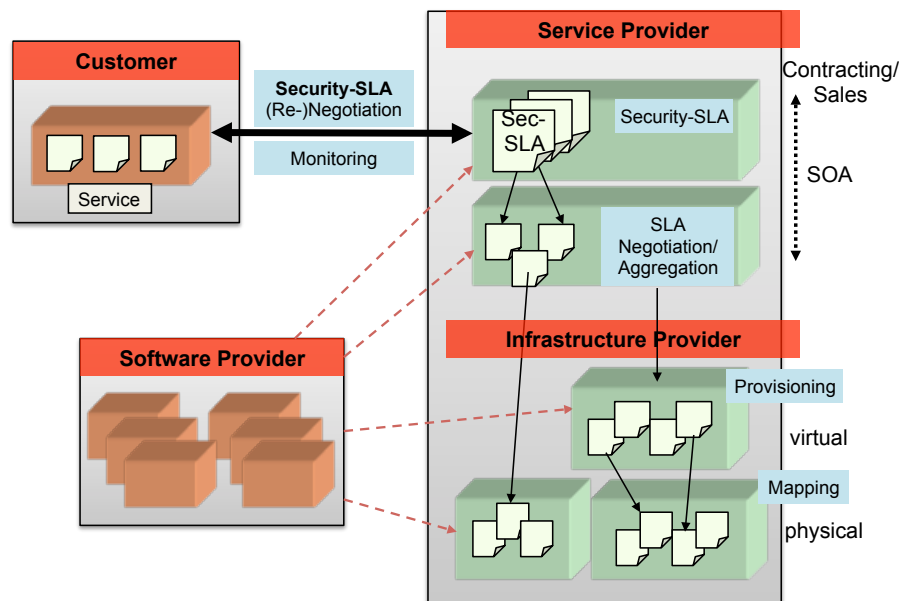 Customer
Service
Security-SLA
(Re-)Negotiation
Monitoring
Service Provider
Sec-
SLA
Security-SLA
Contracting/
Sales
SOA
SLA
Negotiation/
Aggregation
Software Provider
Infrastructure Provider
Provisioning
virtual
Mapping
physical